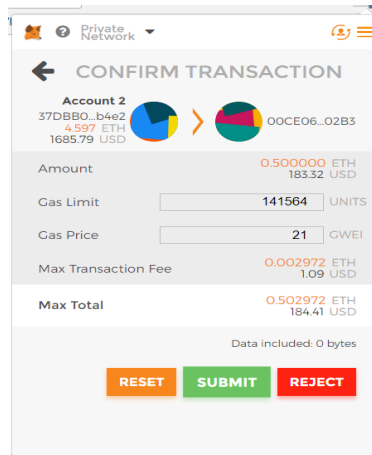 Private
Network
CONFIRM TRANSACTION
Account 2
37DBB0...b4e2
4.597 ETH
1685.79 USD
00CE06...02B3
Amount 0.500000 ETH
183.32 USD
Gas Limit 141564 UNITS
Gas Price 21 GWEI
Max Transaction Fee 0.002972 ETH
1.09 USD
Max Total 0.502972 ETH
184.41 USD
Data included: 0 bytes
RESET SUBMIT REJECT